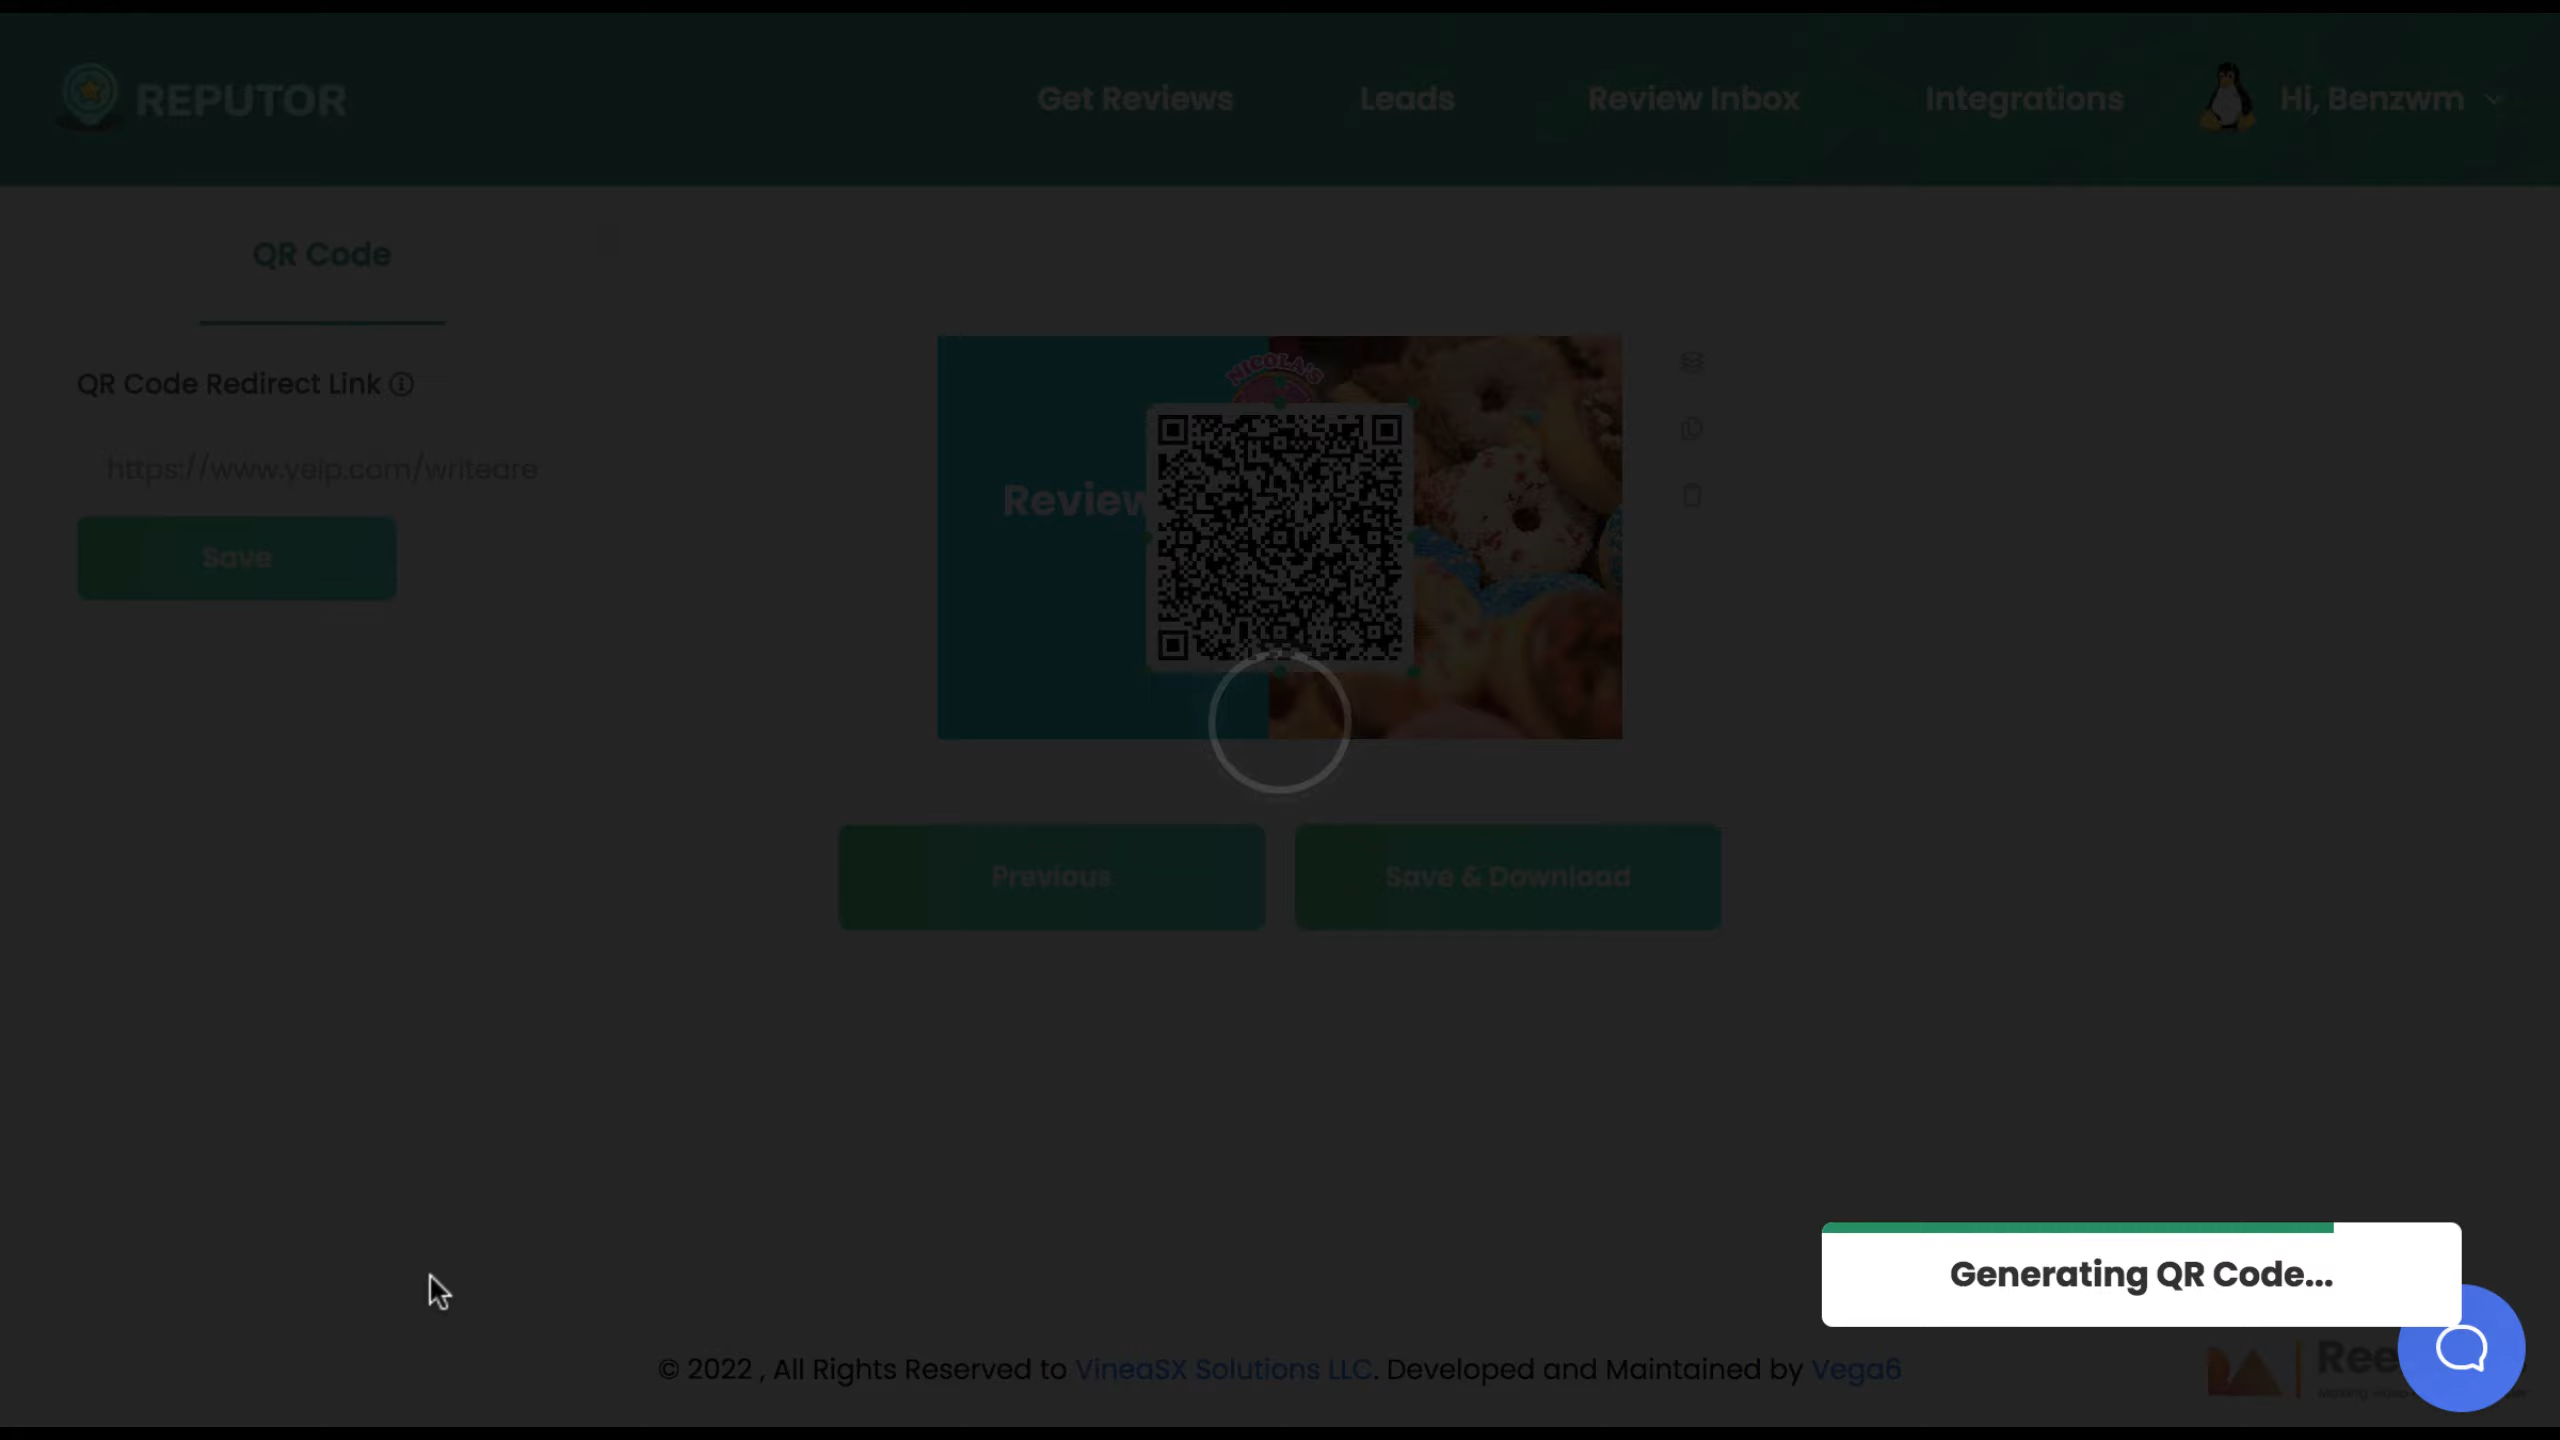 REPUTOR
Get Reviews
Leads
Review Inbox
Integrations
Hi, Benzwm
QR Code
QR Code Redirect Link
https://www.yelp.com/writeare
Save
NICOLA'S
Review
Previous
Save & Download
Generating QR Code...
© 2022 , All Rights Reserved to VineaSX Solutions LLC. Developed and Maintained by Vega6
Ree